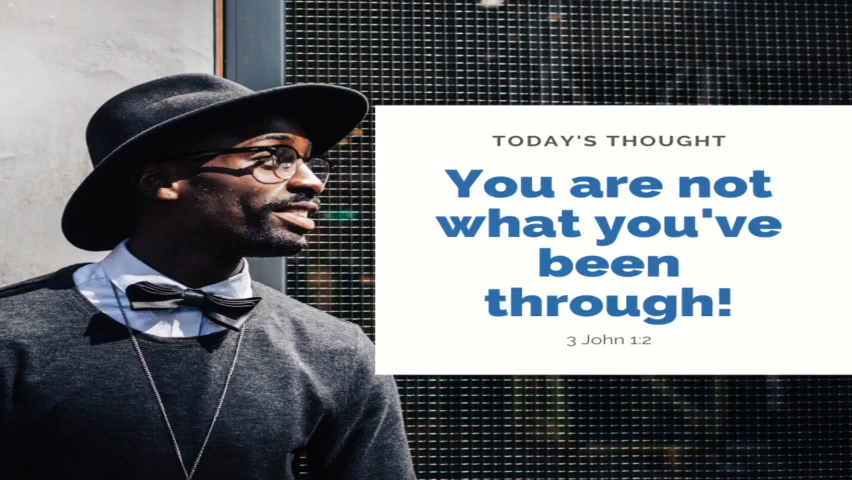 TODAY'S THOUGHT
You are not
what you've
been
through!
3 John 1:2